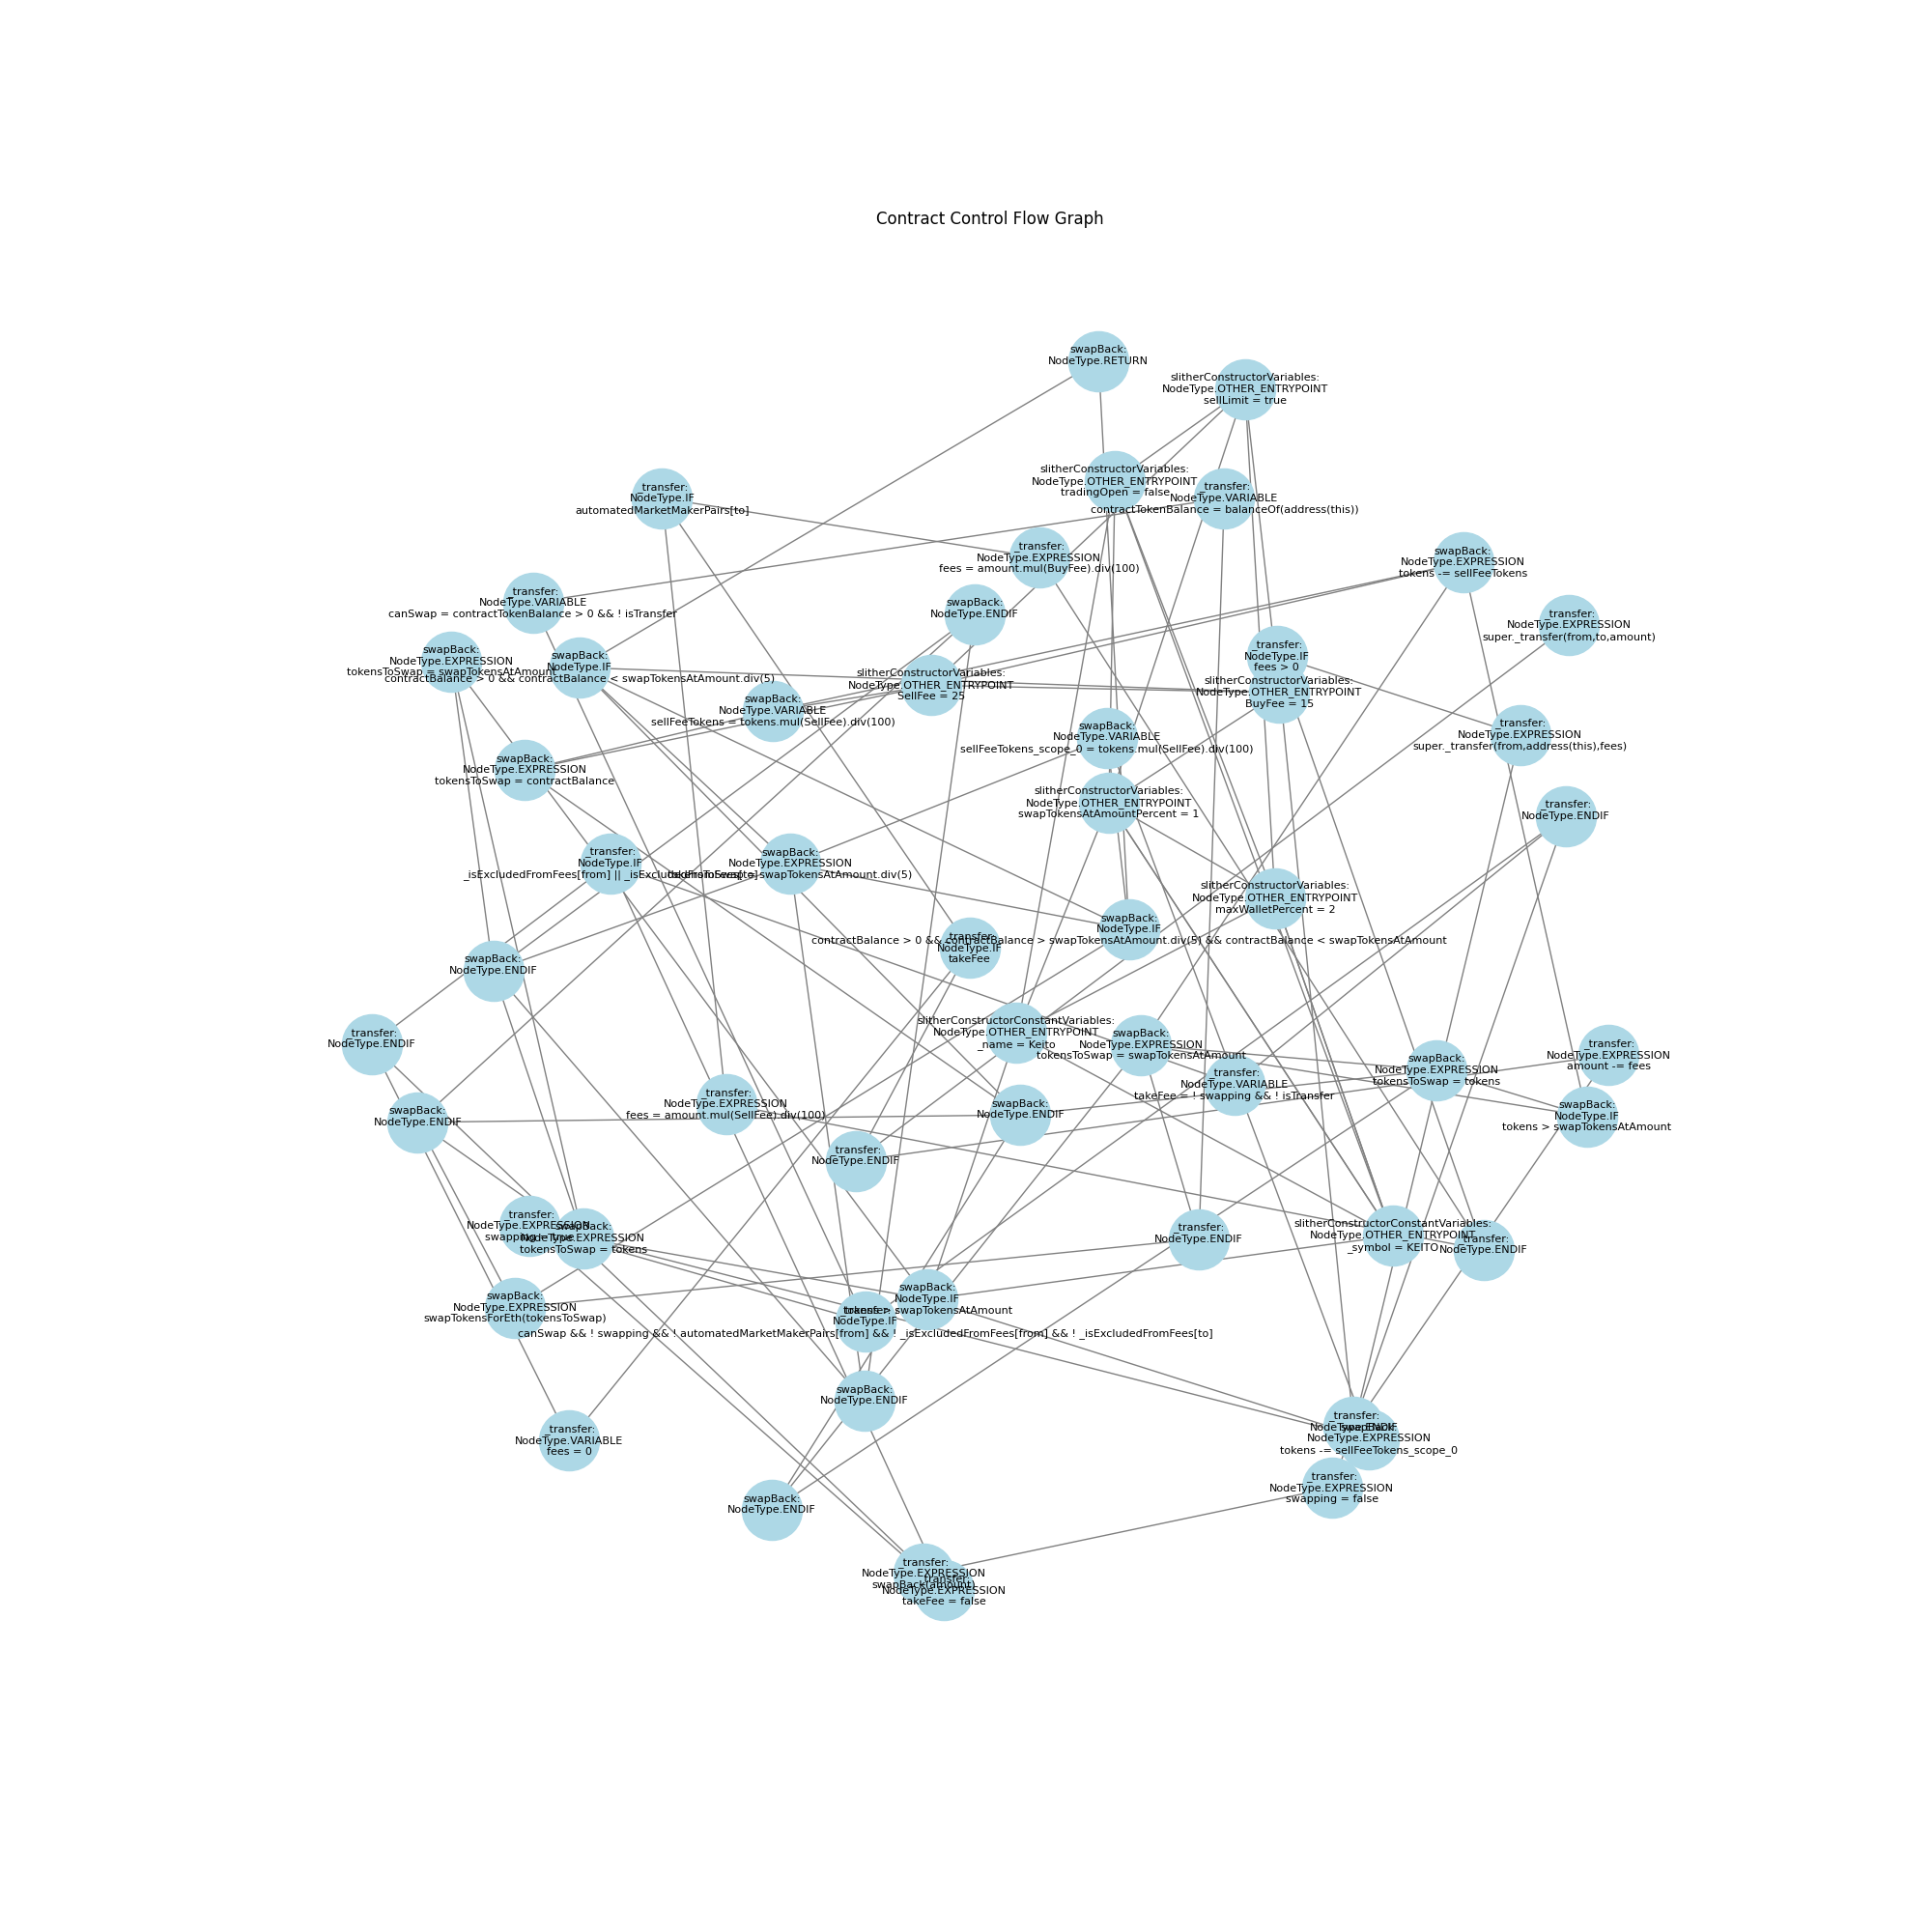 Contract Control Flow Graph
swapBack:
NodeType.RETURN
slitherConstructorVariables:
NodeType.OTHER_ENTRYPOINT
sellLimit = true
slitherConstructorVariables:
NodeType.OTHER_ENTRYPOINT
tradingOpen = false
_transfer:
NodeType.IF
automatedMarketMakerPairs[to]
_transfer:
NodeType.VARIABLE
contractTokenBalance = balanceOf(address(this))
_transfer:
NodeType.EXPRESSION
fees = amount.mul(BuyFee).div(100)
swapBack:
NodeType.EXPRESSION
tokens -= sellFeeTokens
_transfer:
NodeType.VARIABLE
canSwap = contractTokenBalance > 0 && ! isTransfer
swapBack:
NodeType.ENDIF
_transfer:
NodeType.EXPRESSION
super._transfer(from,to,amount)
swapBack:
NodeType.EXPRESSION
tokensToSwap = swapTokensAtAmount
swapBack:
NodeType.IF
contractBalance > 0 && contractBalance < swapTokensAtAmount.div(5)
_transfer:
NodeType.IF
fees > 0
slitherConstructorVariables:
NodeType.OTHER_ENTRYPOINT
SellFee = 25
slitherConstructorVariables:
NodeType.OTHER_ENTRYPOINT
BuyFee = 15
swapBack:
NodeType.VARIABLE
sellFeeTokens = tokens.mul(SellFee).div(100)
swapBack:
NodeType.VARIABLE
sellFeeTokens_scope_0 = tokens.mul(SellFee).div(100)
_transfer:
NodeType.EXPRESSION
super._transfer(from,address(this),fees)
swapBack:
NodeType.EXPRESSION
tokensToSwap = contractBalance
slitherConstructorVariables:
NodeType.OTHER_ENTRYPOINT
swapTokensAtAmountPercent = 1
_transfer:
NodeType.ENDIF
_transfer:
NodeType.IF
_isExcludedFromFees[from] || _isExcludedFromFees[to]
swapBack:
NodeType.EXPRESSION
tokensToSwap = swapTokensAtAmount.div(5)
slitherConstructorVariables:
NodeType.OTHER_ENTRYPOINT
maxWalletPercent = 2
swapBack:
NodeType.IF
contractBalance > 0 && contractBalance > swapTokensAtAmount.div(5) && contractBalance < swapTokensAtAmount
_transfer:
NodeType.IF
takeFee
swapBack:
NodeType.ENDIF
slitherConstructorConstantVariables:
NodeType.OTHER_ENTRYPOINT
_name = Keito
_transfer:
NodeType.ENDIF
swapBack:
NodeType.EXPRESSION
tokensToSwap = swapTokensAtAmount
_transfer:
NodeType.EXPRESSION
amount -= fees
swapBack:
NodeType.EXPRESSION
tokensToSwap = tokens
_transfer:
NodeType.VARIABLE
takeFee = ! swapping && ! isTransfer
swapBack:
NodeType.ENDIF
_transfer:
NodeType.EXPRESSION
fees = amount.mul(SellFee).div(100)
swapBack:
NodeType.ENDIF
swapBack:
NodeType.IF
tokens > swapTokensAtAmount
_transfer:
NodeType.ENDIF
_transfer:
NodeType.EXPRESSION
swapping = true
swapBack:
NodeType.EXPRESSION
tokensToSwap = tokens
_transfer:
NodeType.ENDIF
slitherConstructorConstantVariables:
NodeType.OTHER_ENTRYPOINT
_symbol = KEITO
_transfer:
NodeType.ENDIF
swapBack:
NodeType.EXPRESSION
swapTokensForEth(tokensToSwap)
swapBack:
NodeType.IF
tokens > swapTokensAtAmount
_transfer:
NodeType.IF
canSwap && ! swapping && ! automatedMarketMakerPairs[from] && ! _isExcludedFromFees[from] && ! _isExcludedFromFees[to]
swapBack:
NodeType.ENDIF
_transfer:
NodeType.VARIABLE
fees = 0
_transfer:
NodeType.ENDIF
swapBack:
NodeType.EXPRESSION
tokens -= sellFeeTokens_scope_0
_transfer:
NodeType.EXPRESSION
swapping = false
swapBack:
NodeType.ENDIF
_transfer:
NodeType.EXPRESSION
swapBack(amount)
_transfer:
NodeType.EXPRESSION
takeFee = false